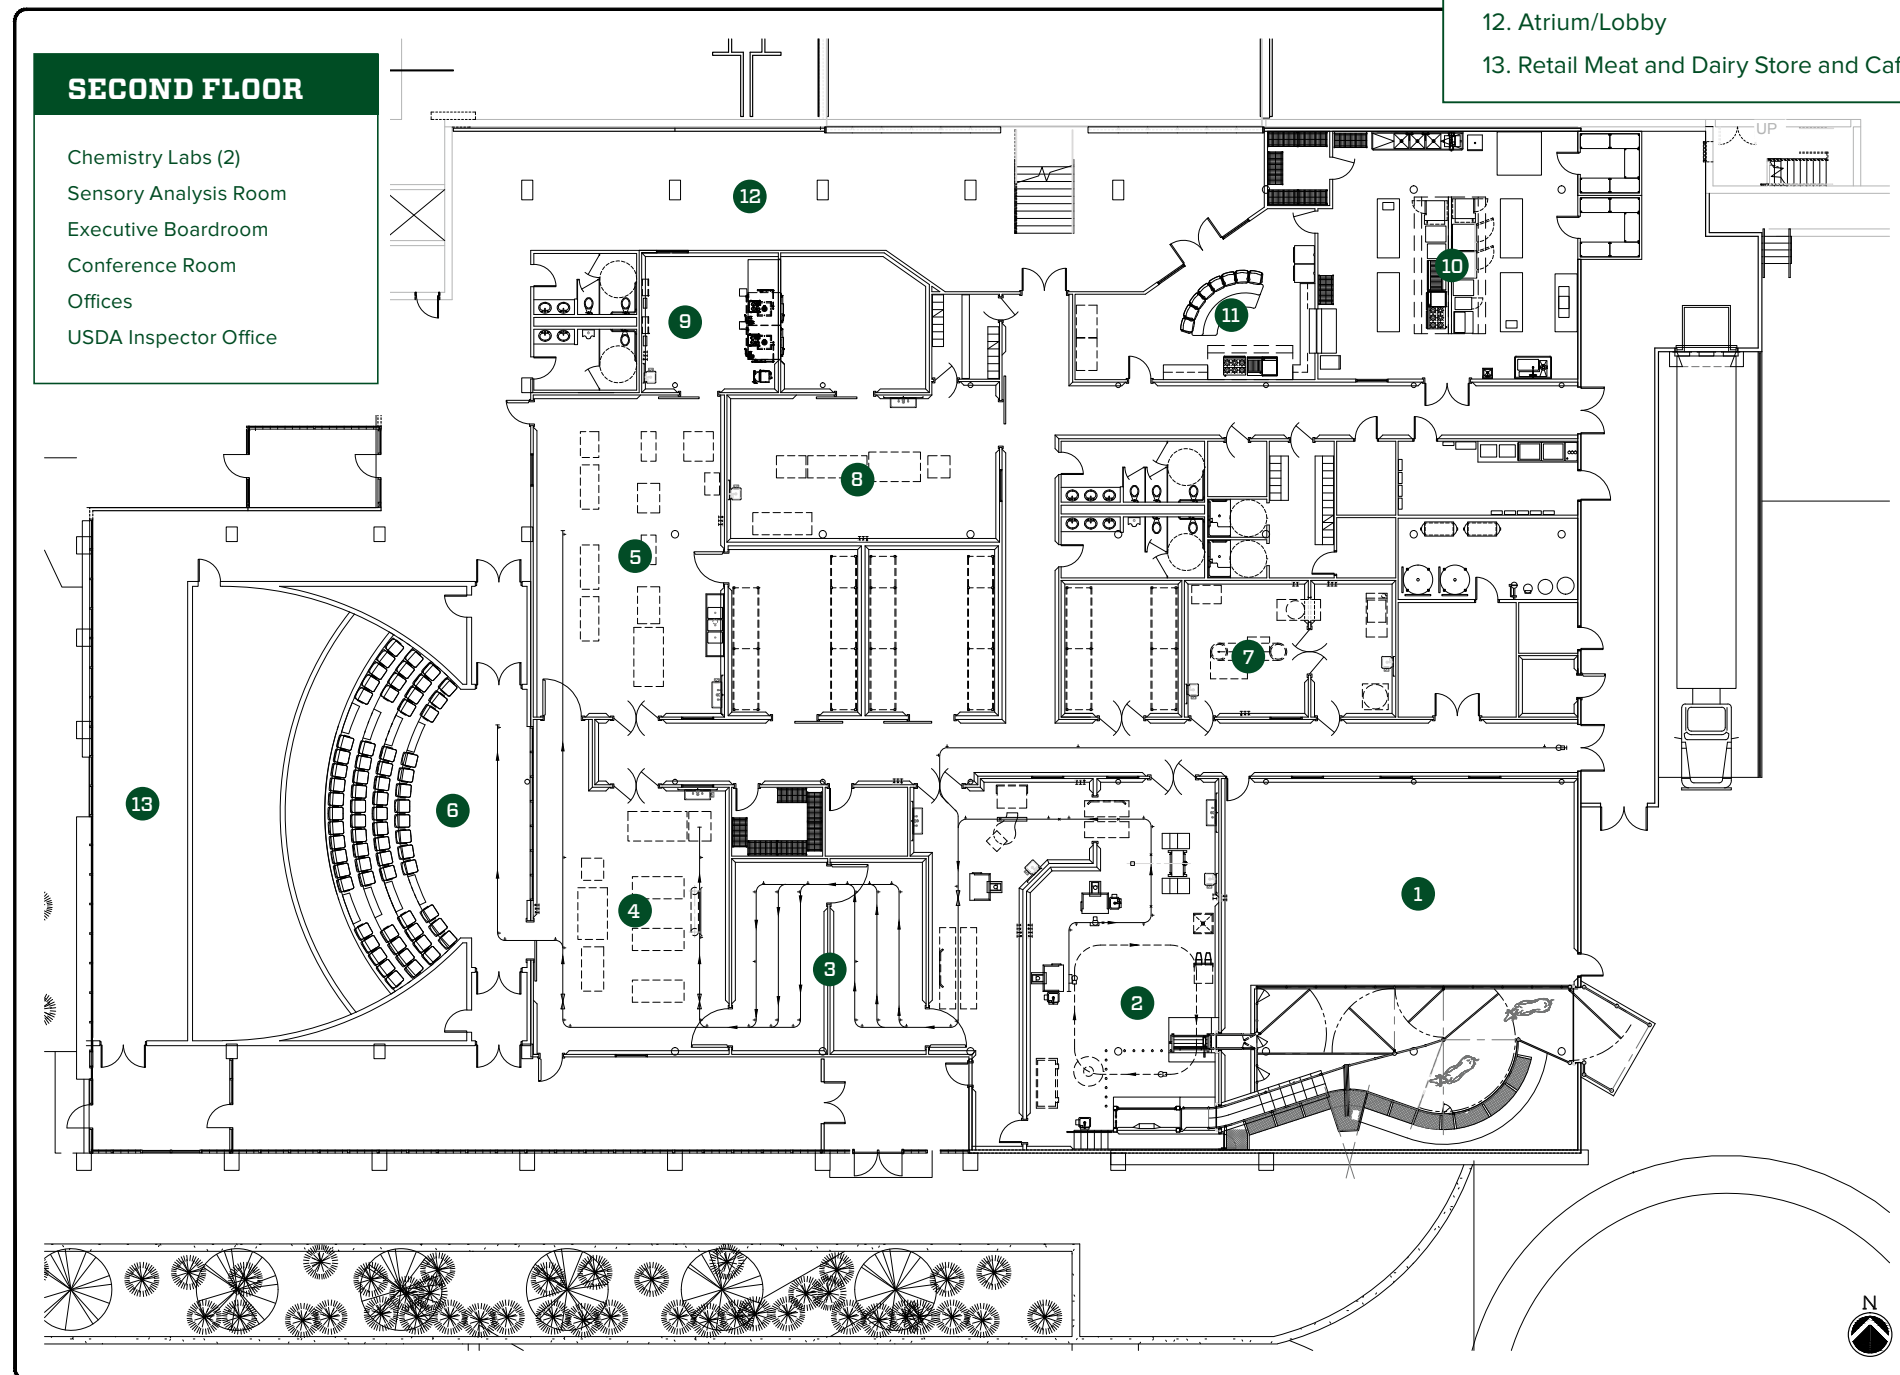 12. Atrium/Lobby
13. Retail Meat and Dairy Store and
SECOND FLOOR
Chemistry Labs (2)
Sensory Analysis Room
Executive Boardroom
Conference Room
Offices
USDA Inspector Office
UP
12
10
11
9
8
5
7
13
6
4
3
2
1
N